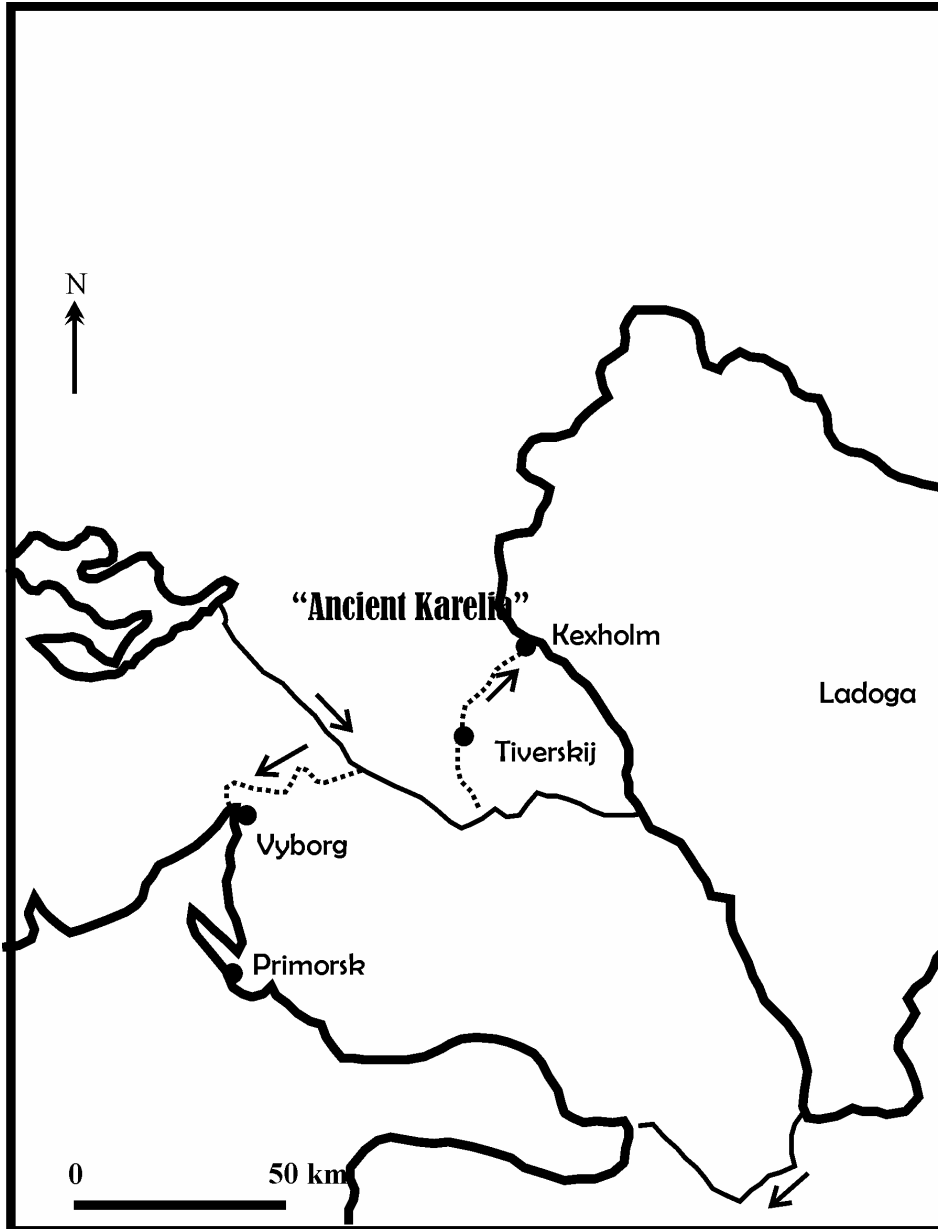 N
“Ancient Karelia”
Kexholm
Ladoga
Tiverskij
Vyborg
Primorsk
0 50 km